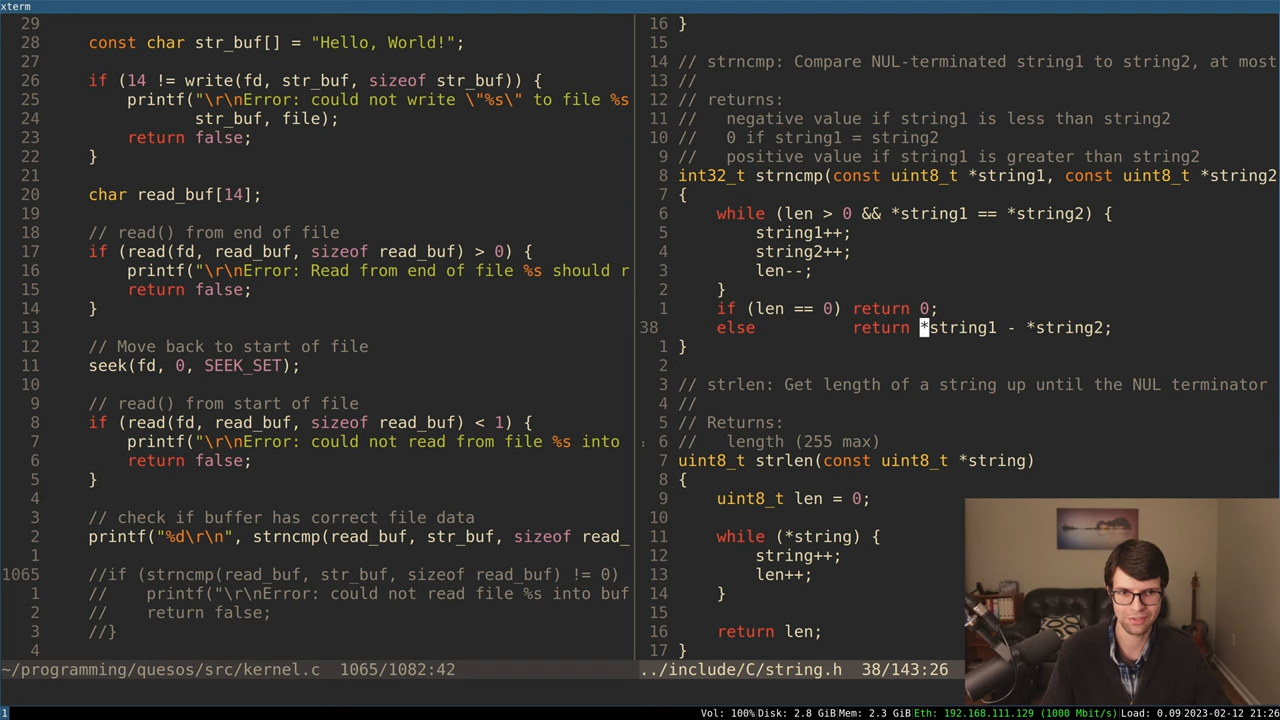 xterm
29
28 const char str_buf[] = "Hello, World!";
27
26 if (14 != write(fd, str_buf, sizeof str_buf)) {
25 printf("\r\nError: could not write \"%s\" to file %s
24 str_buf, file);
23 return false;
22 }
21
20 char read_buf[14];
19
18 // read() from end of file
17 if (read(fd, read_buf, sizeof read_buf) > 0) {
16 printf("\r\nError: Read from end of file %s should r
15 return false;
14 }
13
12 // Move back to start of file
11 seek(fd, 0, SEEK_SET);
10
9 // read() from start of file
8 if (read(fd, read_buf, sizeof read_buf) < 1) {
7 printf("\r\nError: could not read from file %s into
6 return false;
5 }
4
3 // check if buffer has correct file data
2 printf("%d\r\n", strncmp(read_buf, str_buf, sizeof read_
1
1065 //if (strncmp(read_buf, str_buf, sizeof read_buf) != 0)
1 // printf("\r\nError: could not read file %s into buf
2 // return false;
3 //}
4
~/programming/quesos/src/kernel.c 1065/1082:42
16 }
15
14 // strncmp: Compare NUL-terminated string1 to string2, at most
13 //
12 // returns:
11 // negative value if string1 is less than string2
10 // 0 if string1 = string2
9 // positive value if string1 is greater than string2
8 int32_t strncmp(const uint8_t *string1, const uint8_t *string2
7 {
6 while (len > 0 && *string1 == *string2) {
5 string1++;
4 string2++;
3 len--;
2 }
1 if (len == 0) return 0;
38 else return *string1 - *string2;
1 }
2
3 // strlen: Get length of a string up until the NUL terminator
4 //
5 // Returns:
6 // length (255 max)
7 uint8_t strlen(const uint8_t *string)
8 {
9 uint8_t len = 0;
10
11 while (*string) {
12 string++;
13 len++;
14 }
15
16 return len;
17 }
../include/C/string.h 38/143:26
1 Vol: 100% Disk: 2.8 GiB Mem: 2.3 GiB Eth: 192.168.111.129 (1000 Mbit/s) Load: 0.09 2023-02-12 21:26